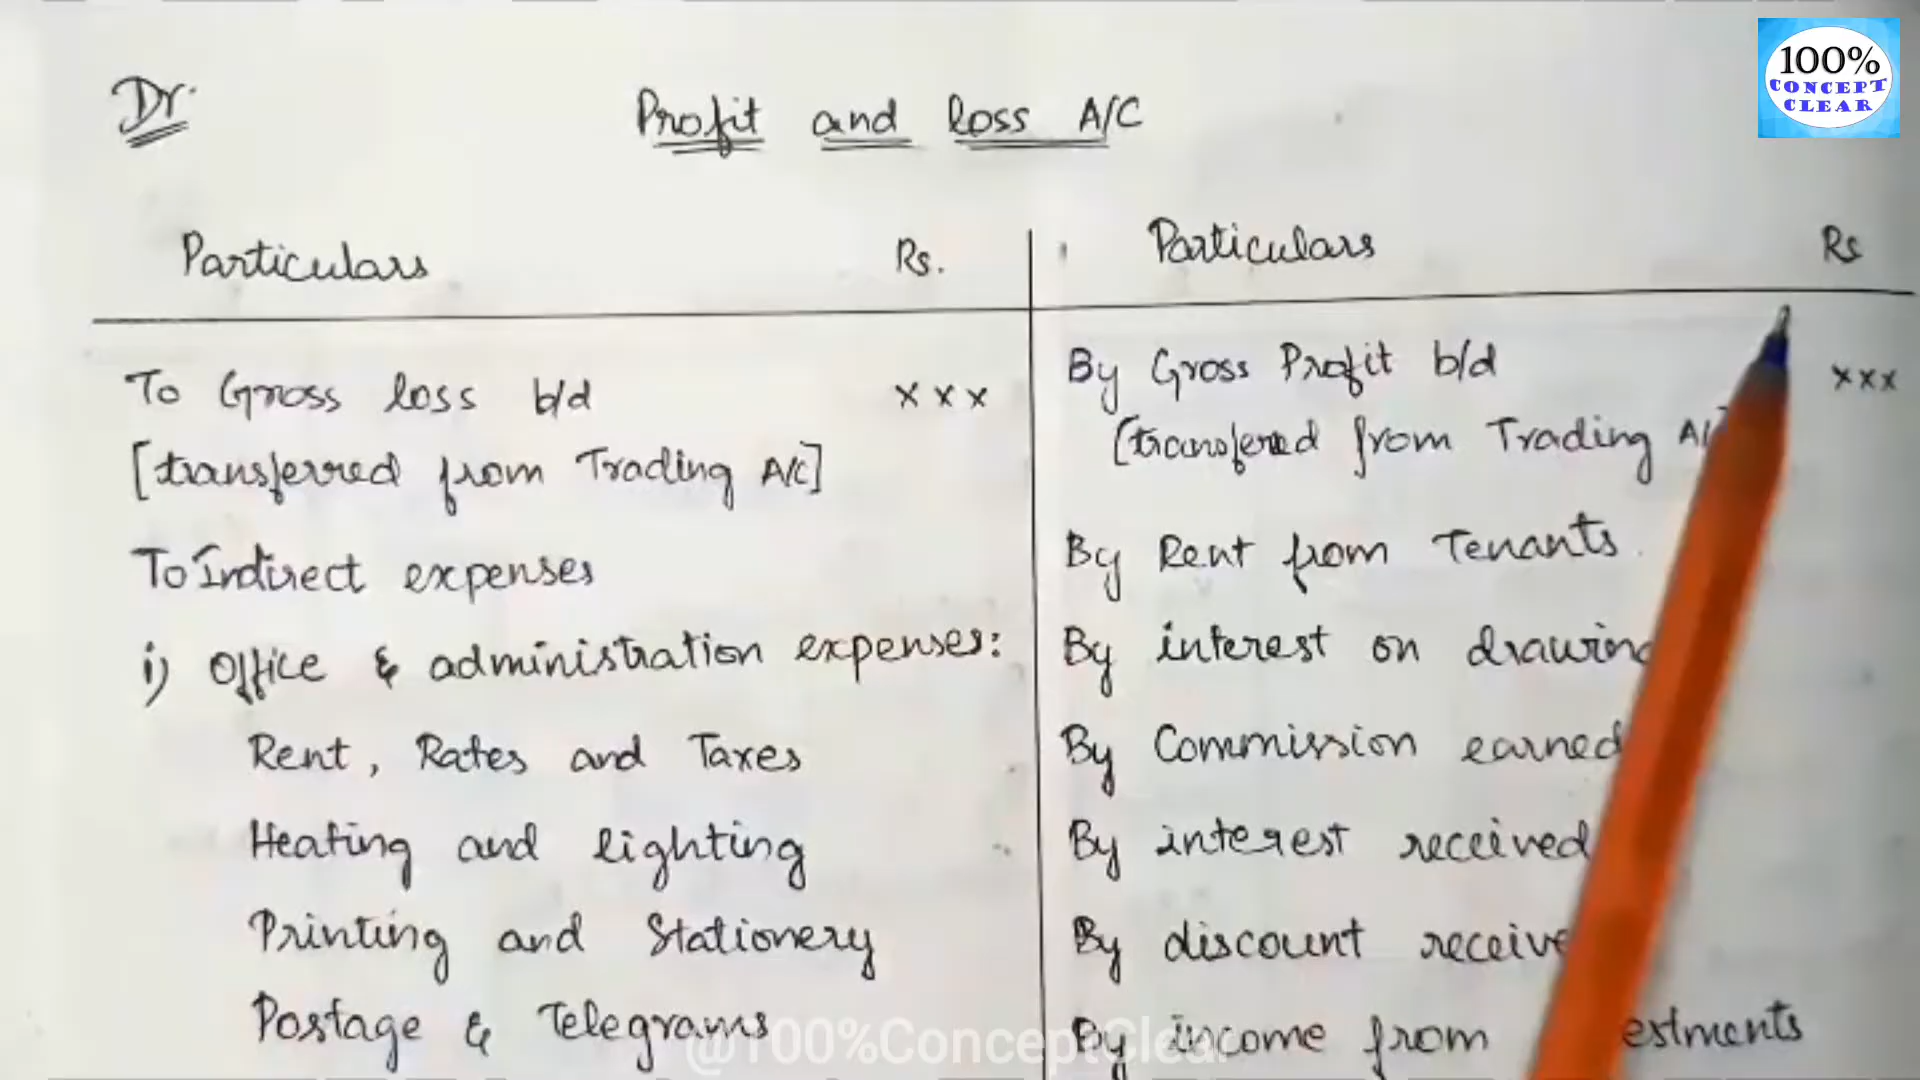 100%
CONCEPT
CLEAR
Dr.
Profit and loss A/C
Particulars Rs.
To Gross loss b/d xxx
[transferred from Trading A/C]
To Indirect expenses
i) Office & administration expenses:
Rent, Rates and Taxes
Heating and lighting
Printing and Stationery
Postage & Telegrams
Particulars Rs
By Gross Profit b/d xxx
[transferred from Trading
By Rent from Tenants
By interest on
By Commission earned
By interest received
By discount
By income from
@100%ConceptClear